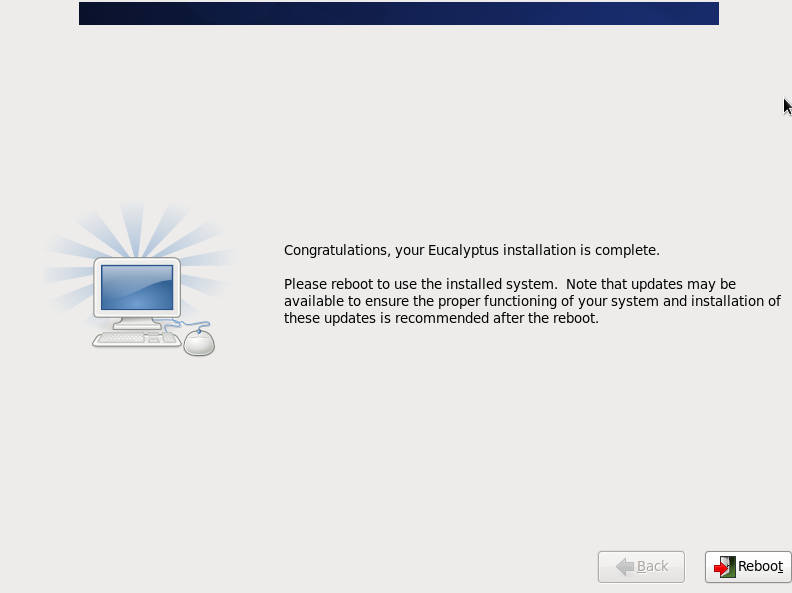 Congratulations, your Eucalyptus installation is complete.
Please reboot to use the installed system.  Note that updates may be
available to ensure the proper functioning of your system and installation of
these updates is recommended after the reboot.
Back
Reboot